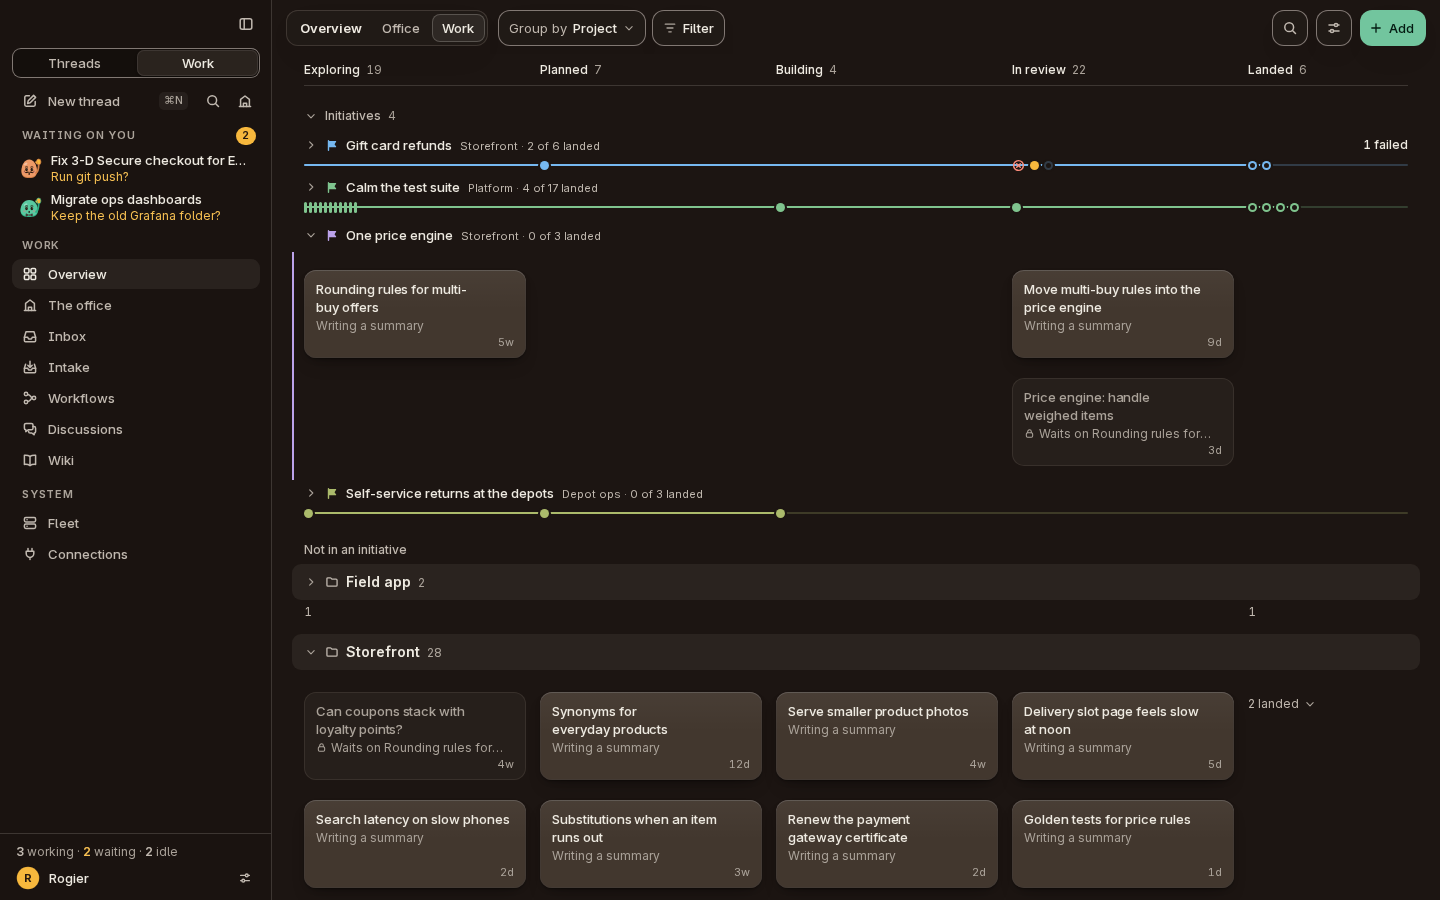 Threads
Work
New thread
⌘N
WAITING ON YOU
2
Fix 3-D Secure checkout for E…
Run git push?
Migrate ops dashboards
Keep the old Grafana folder?
WORK
Overview
The office
Inbox
Intake
Workflows
Discussions
Wiki
SYSTEM
Fleet
Connections
3 working · 2 waiting · 2 idle
R
Rogier
Overview
Office
Work
Group by Project
Filter
Add
Exploring 19
Planned 7
Building 4
In review 22
Landed 6
Initiatives 4
Gift card refunds Storefront · 2 of 6 landed
1 failed
Calm the test suite Platform · 4 of 17 landed
One price engine Storefront · 0 of 3 landed
Rounding rules for multi-
buy offers
Writing a summary
5w
Move multi-buy rules into the
price engine
Writing a summary
9d
Price engine: handle
weighed items
Waits on Rounding rules for…
3d
Self-service returns at the depots Depot ops · 0 of 3 landed
Not in an initiative
Field app 2
1
1
Storefront 28
Can coupons stack with
loyalty points?
Waits on Rounding rules for…
4w
Synonyms for
everyday products
Writing a summary
12d
Serve smaller product photos
Writing a summary
4w
Delivery slot page feels slow
at noon
Writing a summary
5d
2 landed
Search latency on slow phones
Writing a summary
2d
Substitutions when an item
runs out
Writing a summary
3w
Renew the payment
gateway certificate
Writing a summary
2d
Golden tests for price rules
Writing a summary
1d